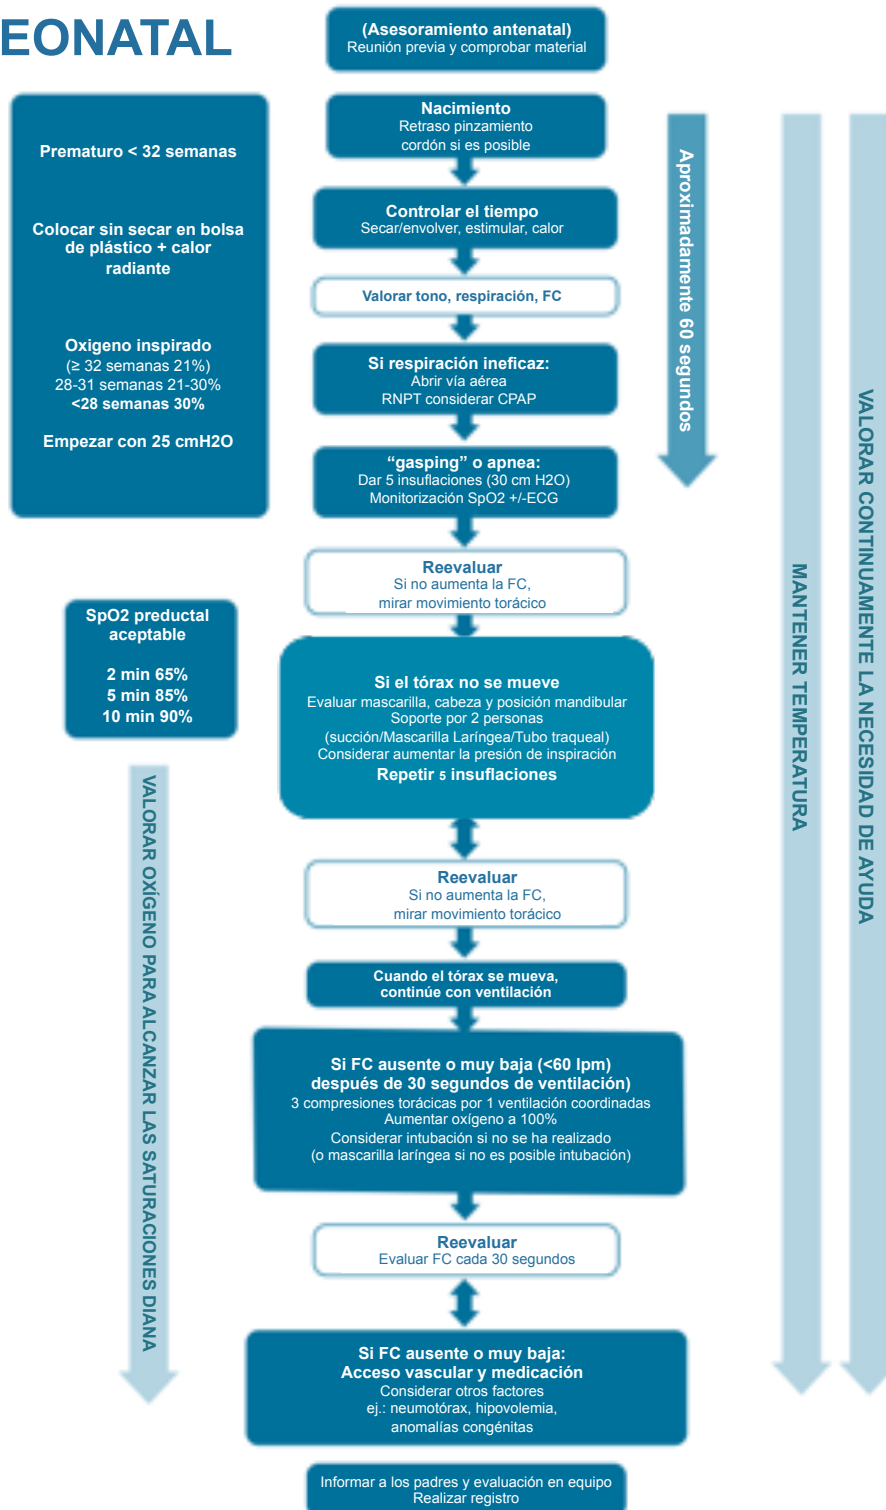 EONATAL
(Asesoramiento antenatal)
Reunión previa y comprobar material
Nacimiento
Retraso pinzamiento
cordón si es posible
Controlar el tiempo
Secar/envolver, estimular, calor
Valorar tono, respiración, FC
Si respiración ineficaz:
Abrir vía aérea
RNPT considerar CPAP
“gasping” o apnea:
Dar 5 insuflaciones (30 cm H2O)
Monitorización SpO2 +/-ECG
Reevaluar
Si no aumenta la FC,
mirar movimiento torácico
Si el tórax no se mueve
Evaluar mascarilla, cabeza y posición mandibular
Soporte por 2 personas
(succión/Mascarilla Laríngea/Tubo traqueal)
Considerar aumentar la presión de inspiración
Repetir 5 insuflaciones
Reevaluar
Si no aumenta la FC,
mirar movimiento torácico
Cuando el tórax se mueva,
continúe con ventilación
Si FC ausente o muy baja (<60 lpm)
después de 30 segundos de ventilación)
3 compresiones torácicas por 1 ventilación coordinadas
Aumentar oxígeno a 100%
Considerar intubación si no se ha realizado
(o mascarilla laríngea si no es posible intubación)
Reevaluar
Evaluar FC cada 30 segundos
Si FC ausente o muy baja:
Acceso vascular y medicación
Considerar otros factores
ej.: neumotórax, hipovolemia,
anomalías congénitas
Informar a los padres y evaluación en equipo
Realizar registro
Prematuro < 32 semanas
Colocar sin secar en bolsa
de plástico + calor
radiante
Oxigeno inspirado
(≥ 32 semanas 21%)
28-31 semanas 21-30%
<28 semanas 30%
Empezar con 25 cmH2O
SpO2 preductal
aceptable
2 min 65%
5 min 85%
10 min 90%
VALORAR OXÍGENO PARA ALCANZAR LAS SATURACIONES DIANA
Aproximadamente 60 segundos
MANTENER TEMPERATURA
VALORAR CONTINUAMENTE LA NECESIDAD DE AYUDA